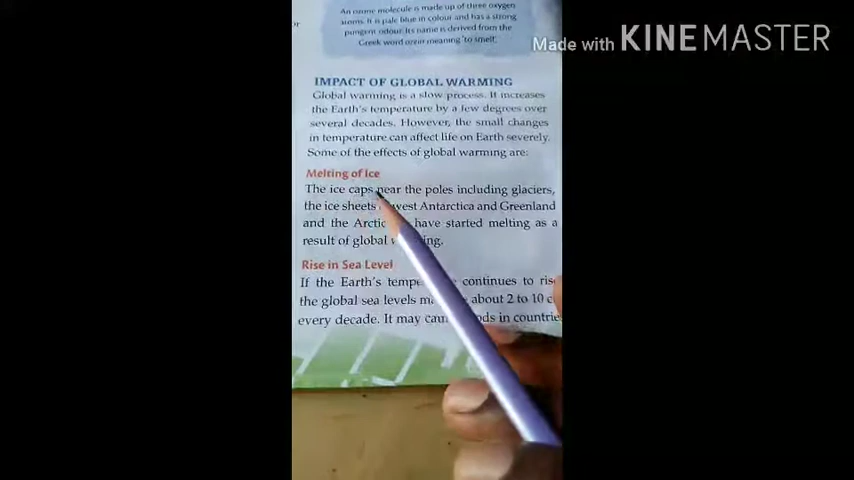 An ozone molecule is made up of three oxygen
atoms. It is pale blue in colour and has a strong
pungent odour. Its name is derived from the
Greek word ozein meaning 'to smell'.
or
Made with KINEMASTER
IMPACT OF GLOBAL WARMING
Global warming is a slow process. It increases
the Earth's temperature by a few degrees over
several decades. However, the small changes
in temperature can affect life on Earth severely.
Some of the effects of global warming are:
Melting of Ice
The ice caps near the poles including glaciers,
the ice sheets west Antarctica and Greenland
and the Arctic have started melting as a
result of global
Rise in Sea Level
If the Earth's continues to rise
the global sea levels about 2 to 10
every decade. It may in